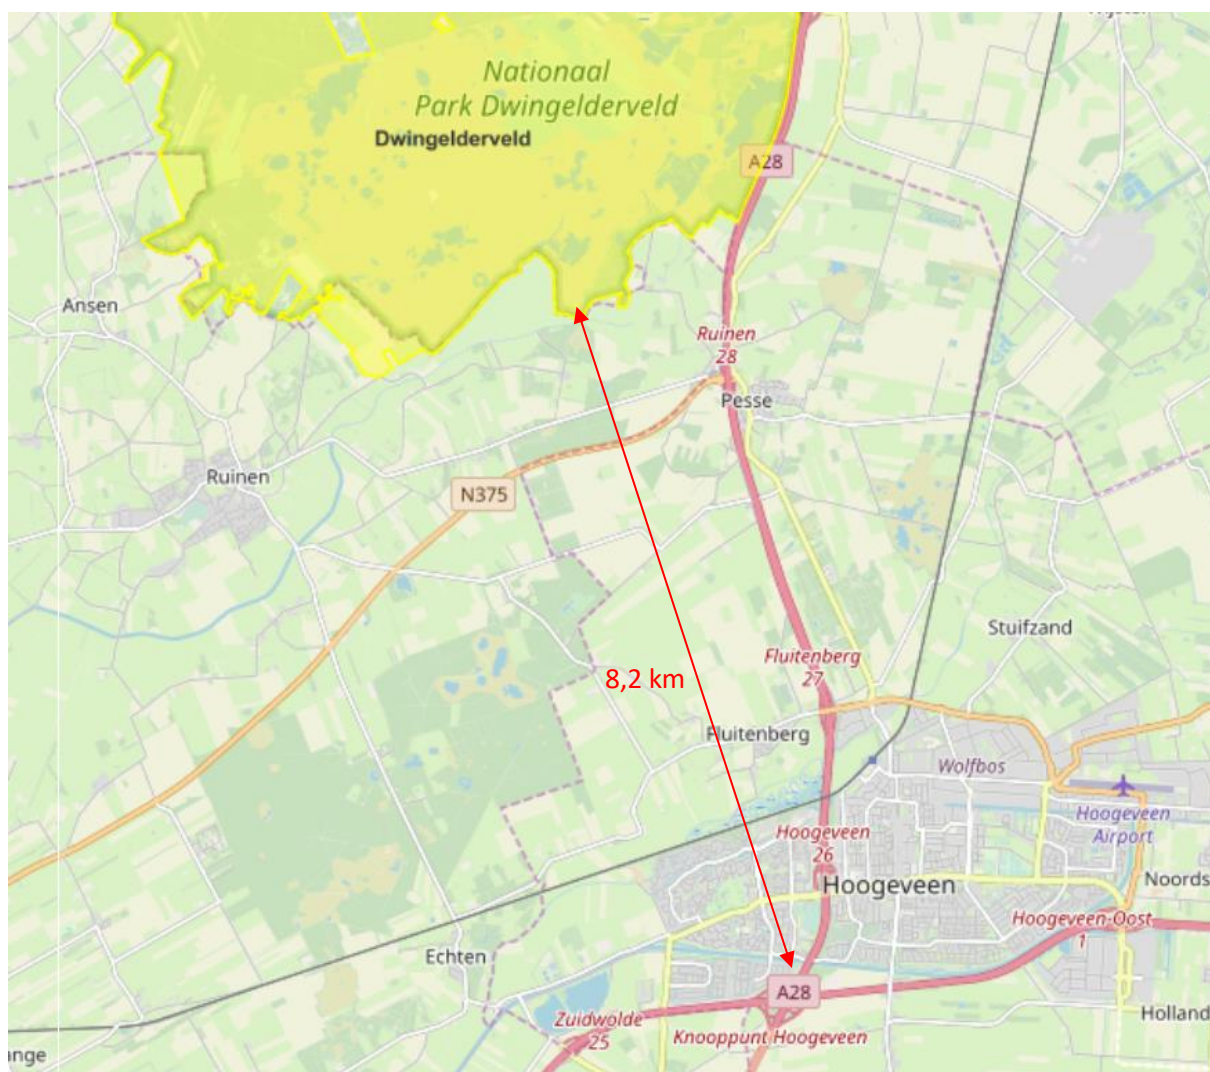 Nationaal
Park Dwingelderveld
Dwingelderveld
A28
Ansen
Ruinen
28
Pesse
Ruinen
N375
Stuifzand
Fluitenberg
27
8,2 km
Fluitenberg
Wolfbos
Hoogeveen
Airport
Hoogeveen
26
Hoogeveen
Noords
Hoogeveen-Oost
1
Echten
A28
Zuidwolde
25
Knooppunt Hoogeveen
Holland